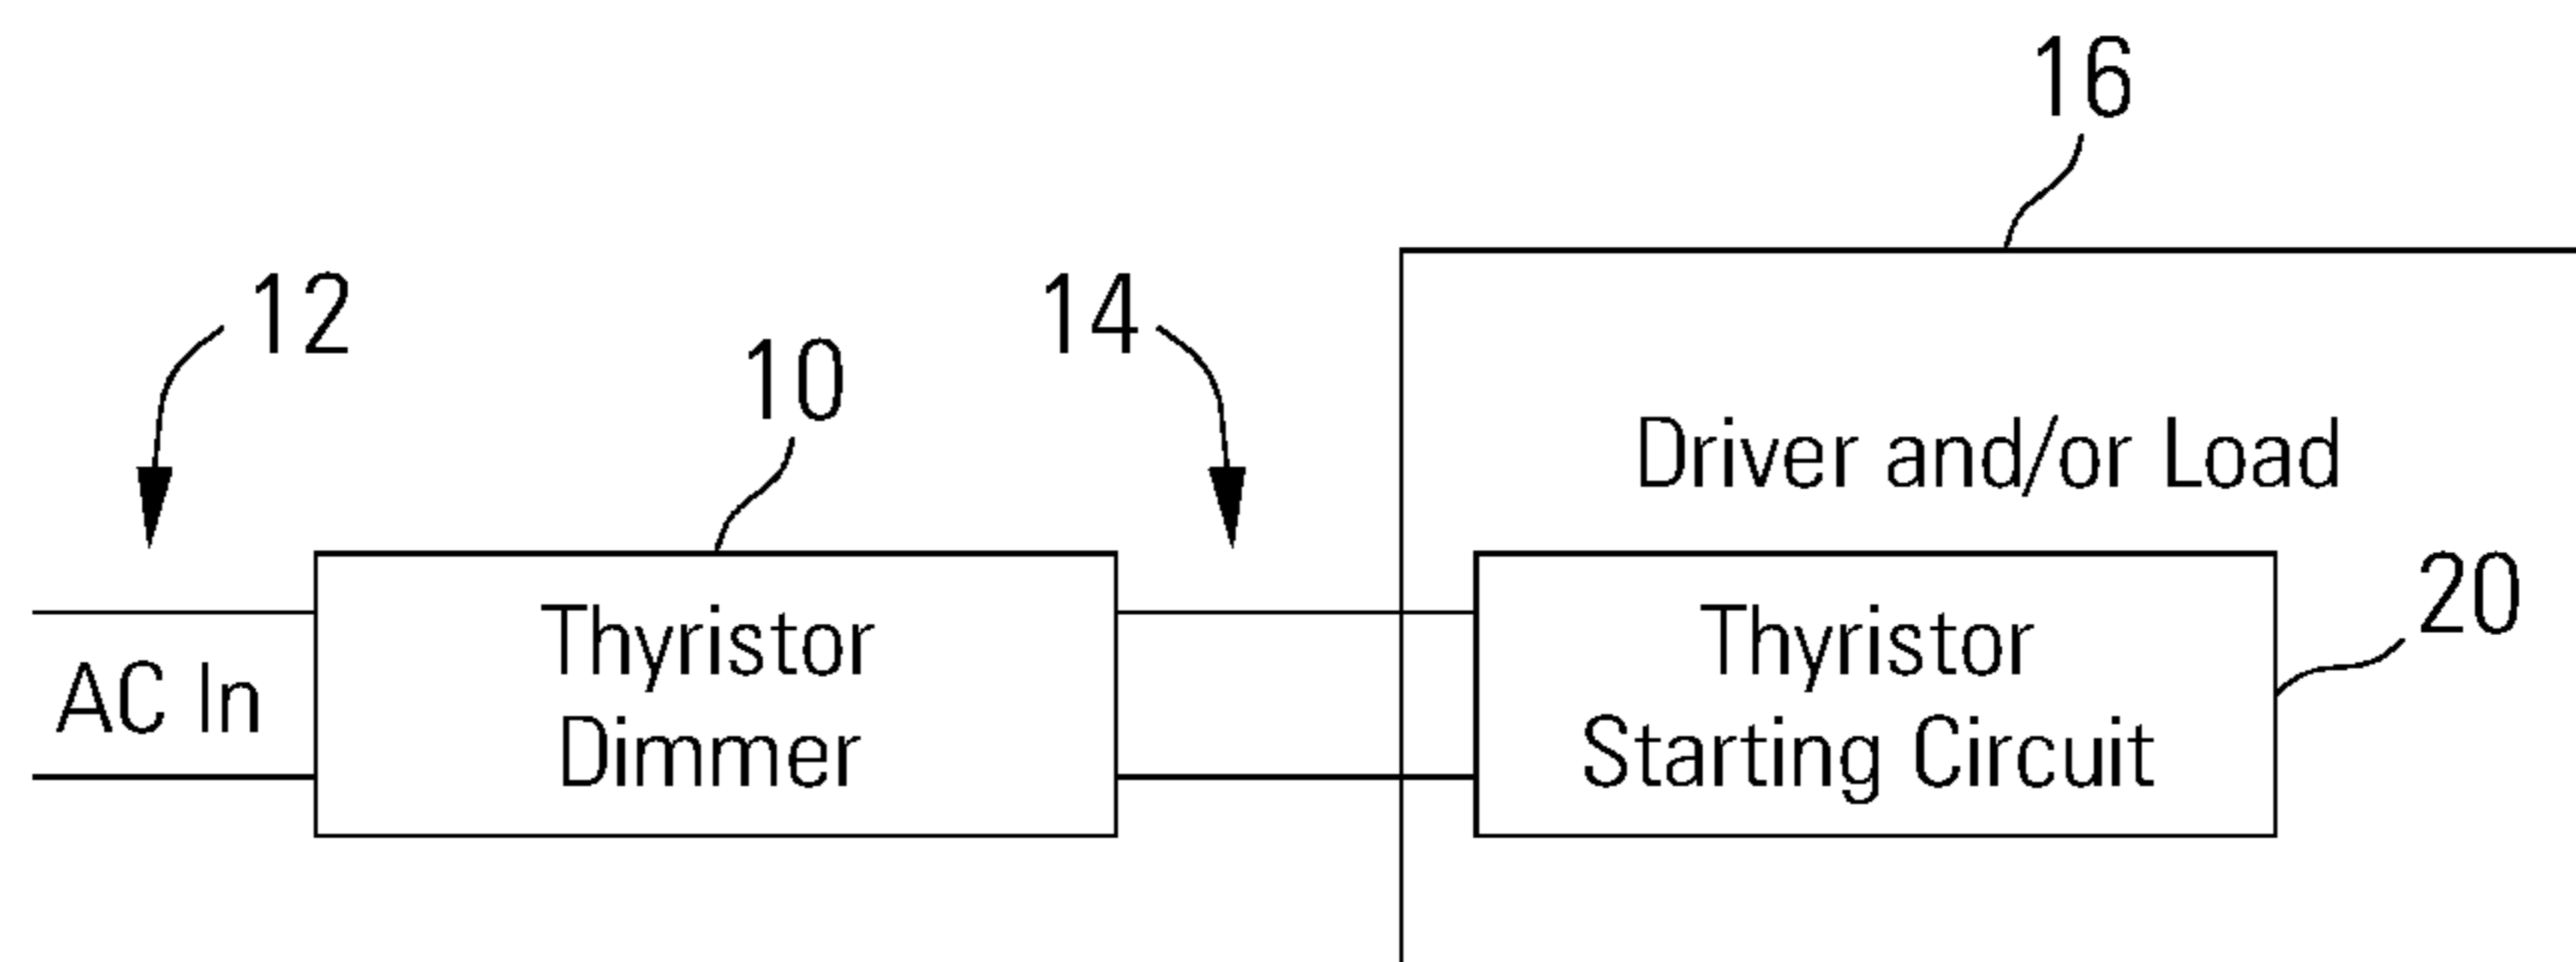 16
12
14
10
Driver and/or Load
20
AC In
Thyristor
Dimmer
Thyristor
Starting Circuit